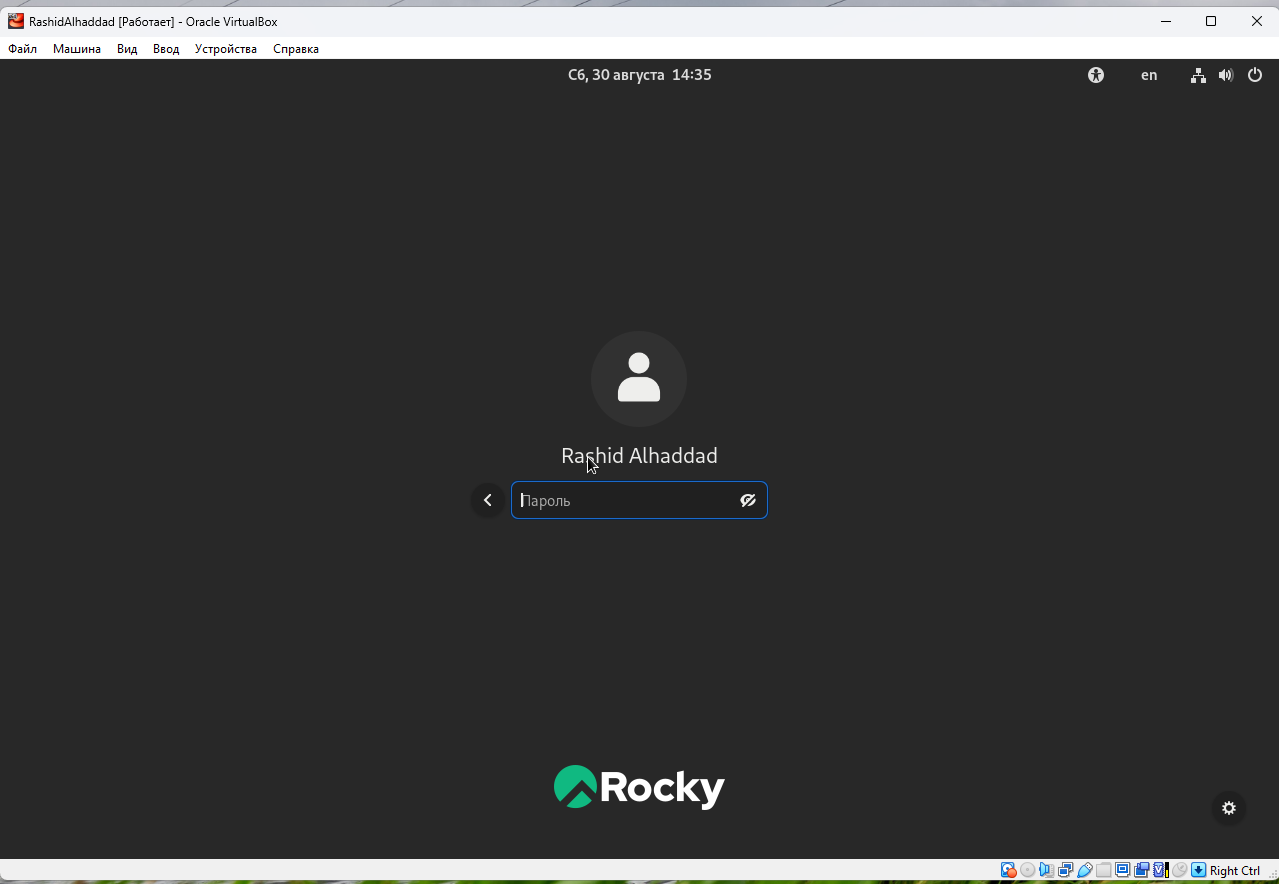 RashidAlhaddad [Работает] - Oracle VirtualBox
Файл Машина Вид Ввод Устройства Справка
Сб, 30 августа 14:35
en
Rashid Alhaddad
Пароль
Rocky
Right Ctrl